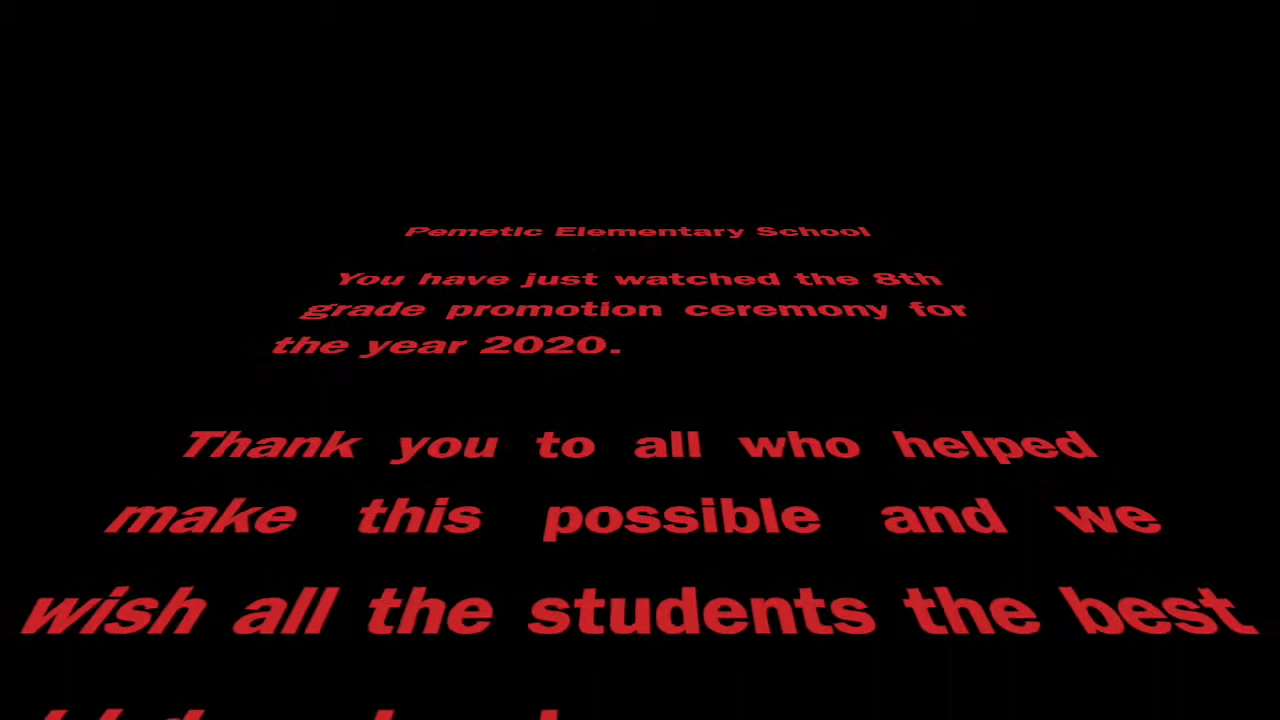 Pemetic Elementary School
You have just watched the 8th
grade promotion ceremony for
the year 2020.
Thank you to all who helped
make this possible and we
wish all the students the best